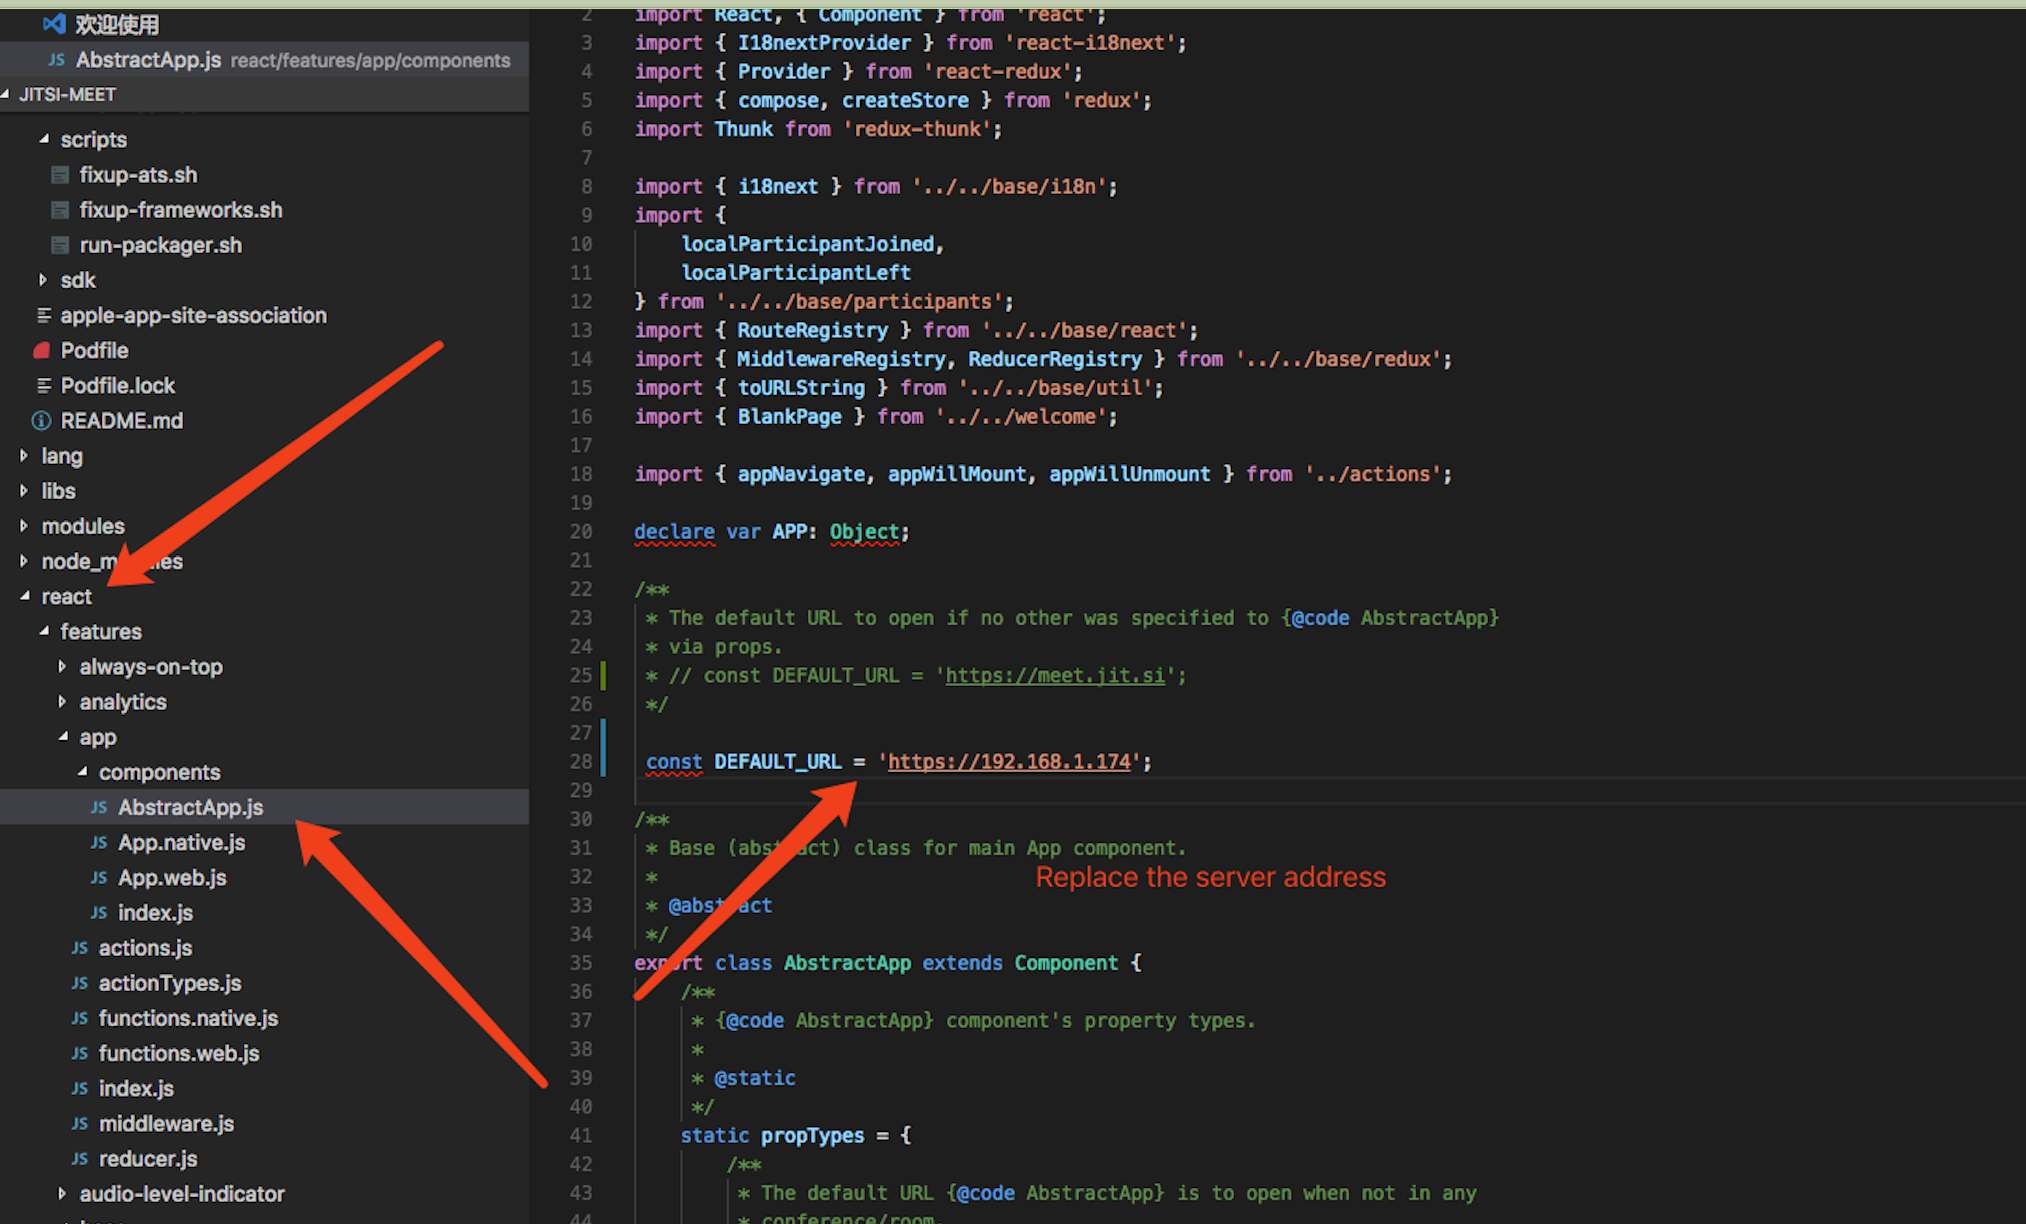 欢迎使用
JS AbstractApp.js react/features/app/components
JITSI-MEET
scripts
fixup-ats.sh
fixup-frameworks.sh
run-packager.sh
sdk
apple-app-site-association
Podfile
Podfile.lock
README.md
lang
libs
modules
react
features
always-on-top
analytics
app
components
JS AbstractApp.js
JS App.native.js
JS App.web.js
JS index.js
JS actions.js
JS actionTypes.js
JS functions.native.js
JS functions.web.js
JS index.js
JS middleware.js
JS reducer.js
audio-level-indicator
2 import React, { Component } from 'react';
3 import { I18nextProvider } from 'react-i18next';
4 import { Provider } from 'react-redux';
5 import { compose, createStore } from 'redux';
6 import Thunk from 'redux-thunk';
7
8 import { i18next } from '../../base/i18n';
9 import {
10 localParticipantJoined,
11 localParticipantLeft
12 } from '../../base/participants';
13 import { RouteRegistry } from '../../base/react';
14 import { MiddlewareRegistry, ReducerRegistry } from '../../base/redux';
15 import { toURLString } from '../../base/util';
16 import { BlankPage } from '../../welcome';
17
18 import { appNavigate, appWillMount, appWillUnmount } from '../actions';
19
20 declare var APP: Object;
21
22 /**
23 * The default URL to open if no other was specified to {@code AbstractApp}
24 * via props.
25 * // const DEFAULT_URL = 'https://meet.jit.si';
26 */
27
28 const DEFAULT_URL = 'https://192.168.1.174';
29
30 /**
31 * Base (abstract) class for main App component.
32 *
Replace the server address
33 * @abstract
34 */
35 export class AbstractApp extends Component {
36 /**
37 * {@code AbstractApp} component's property types.
38 *
39 * @static
40 */
41 static propTypes = {
42 /**
43 * The default URL {@code AbstractApp} is to open when not in any
44 * conference/room.